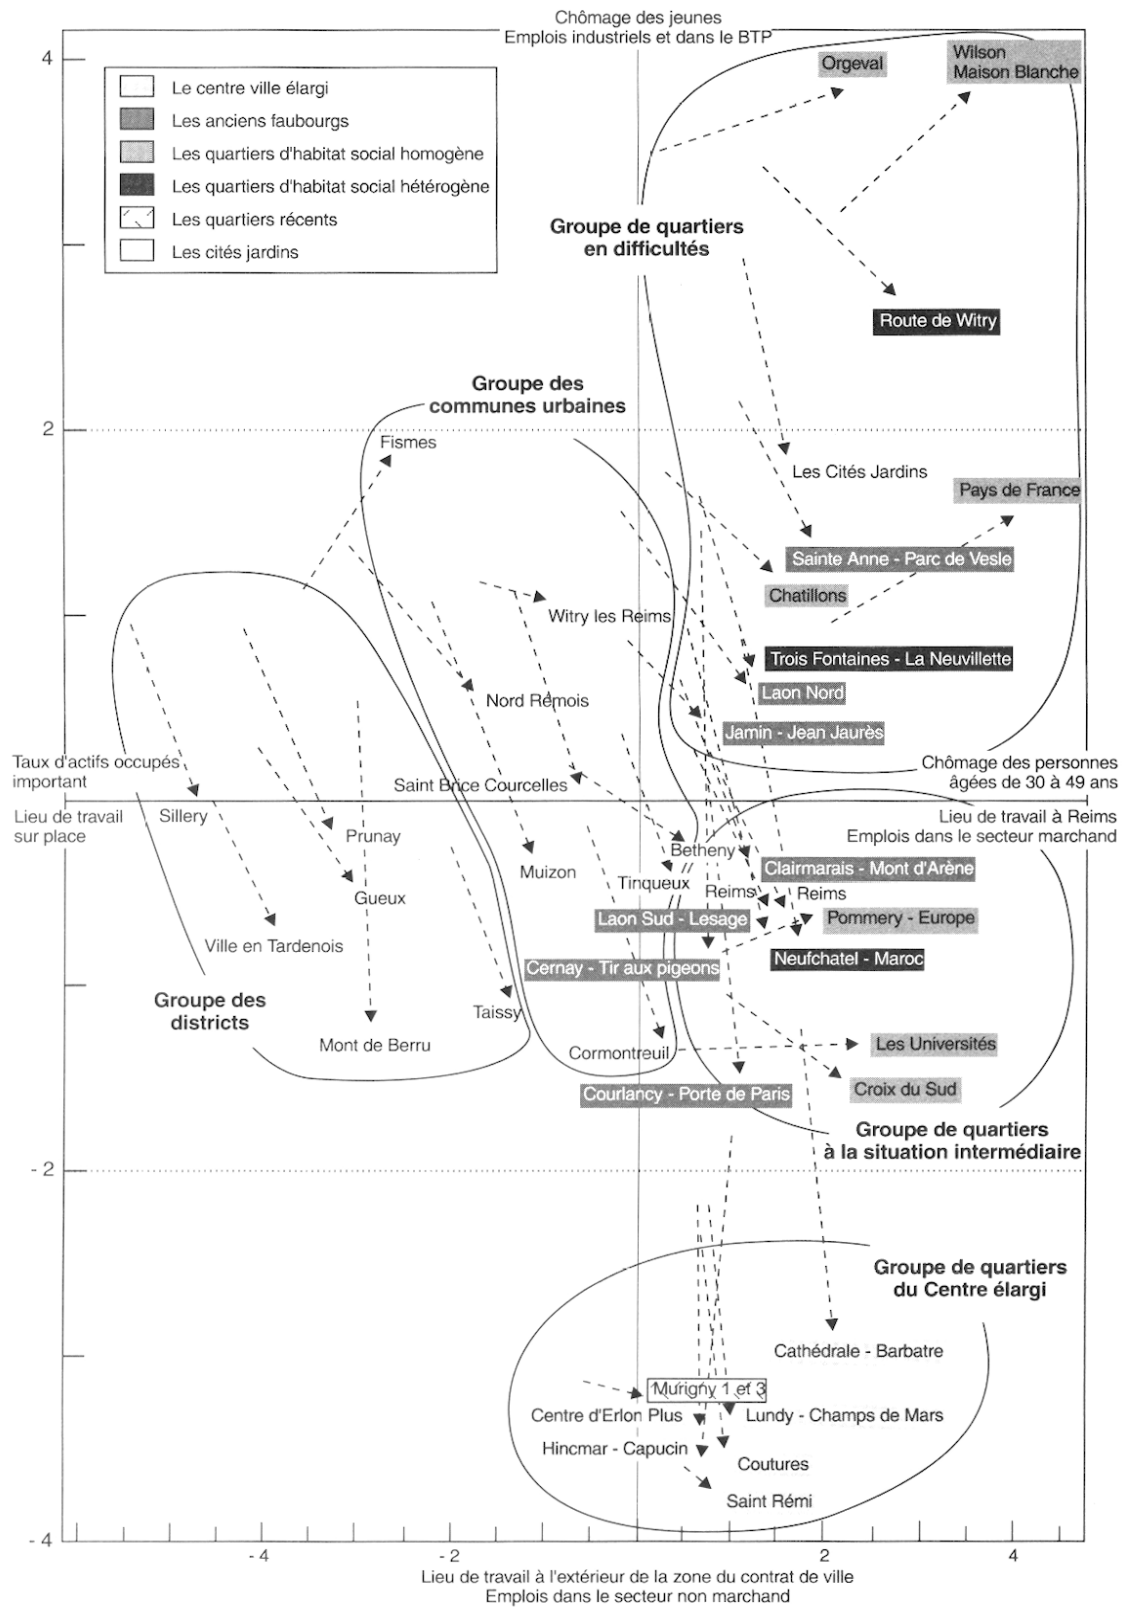 Chômage des jeunes
Emplois industriels et dans le BTP
4
Le centre ville élargi
Les anciens faubourgs
Les quartiers d'habitat social homogène
Les quartiers d'habitat social hétérogène
Les quartiers récents
Les cités jardins
Orgeval
Wilson
Maison Blanche
Groupe de quartiers
en difficultés
Route de Witry
Groupe des
communes urbaines
2
Fismes
Les Cités Jardins
Pays de France
Sainte Anne - Parc de Vesle
Chatillons
Witry les Reims
Trois Fontaines - La Neuvillette
Laon Nord
Nord Rémois
Jamin - Jean Jaurès
Taux d'actifs occupés
important
Chômage des personnes
âgées de 30 à 49 ans
Saint Brice Courcelles
Lieu de travail
sur place
Sillery
Lieu de travail à Reims
Emplois dans le secteur marchand
Prunay
Betheny
Muizon
Clairmarais - Mont d'Arène
Tinqueux
Reims
Reims
Gueux
Laon Sud - Lesage
Pommery - Europe
Ville en Tardenois
Neufchatel - Maroc
Cernay - Tir aux pigeons
Groupe des
districts
Taissy
Mont de Berru
Cormontreuil
Les Universités
Courlancy - Porte de Paris
Croix du Sud
Groupe de quartiers
à la situation intermédiaire
- 2
Groupe de quartiers
du Centre élargi
Cathédrale - Barbatre
Murigny 1 et 3
Centre d'Erlon Plus
Lundy - Champs de Mars
Hincmar - Capucin
Coutures
Saint Rémi
- 4
- 4
- 2
2
4
Lieu de travail à l'extérieur de la zone du contrat de ville
Emplois dans le secteur non marchand